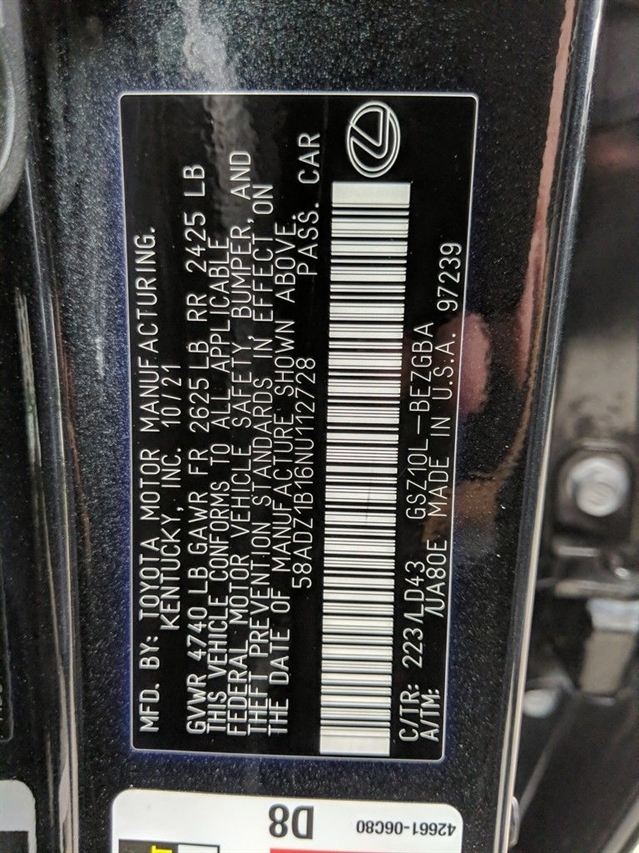 MFD. BY: TOYOTA MOTOR MANUFACTURING.
KENTUCKY, INC. 10/21
GVWR 4740 LB GAWR FR 2625 LB RR 2425 LB
THIS VEHICLE CONFORMS TO ALL APPLICABLE
FEDERAL MOTOR VEHICLE SAFETY, BUMPER, AND
THEFT PREVENTION STANDARDS IN EFFECT ON
THE DATE OF MANUFACTURE SHOWN ABOVE.
58ADZ1B16NU112728 PASS. CAR
C/TR: 223/LD43 GSZ10L-BEZGBA
A/TM: /UA80E MADE IN U.S.A. 97239
D8
42661-06C80